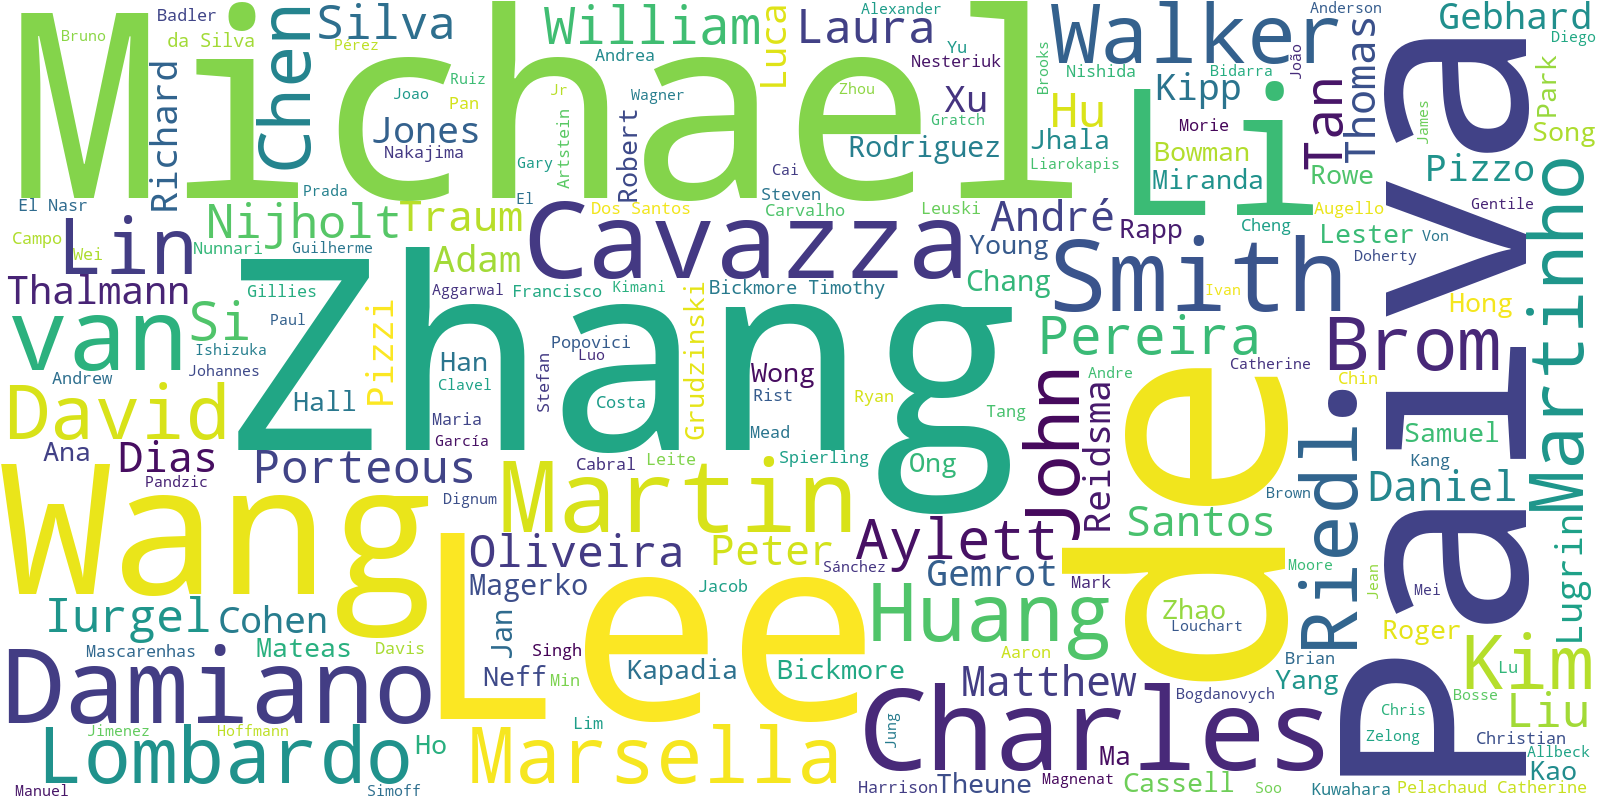 Michael
Zhang
Paiva
de
Lee
Wang
Li
Charles
Cavazza
Smith
Walker
Damiano
Lombardo
Marsella
Martin
Huang
Riedl.
Brom
John
Martinho
Kim
van
Lin
David
Chen
Silva
William
Laura
Luca
Badler
Bruno
da Silva
Pérez
Andrea
Alexander
Yu
Nesteriuk
Anderson
Gebhard
Diego
Richard
Joao
Ruiz
Pan
Jr
Wagner
Zhou
Xu
Gratch
Brooks
Hu
Nishida
Bidarra
João
Kipp
Tan
Thomas
James
Park
Song
Jones
Nakajima
Gary
Artstein
Robert
Cai
Rodriguez
Liarokapis
Jhala
Morie
Bowman
Miranda
Rowe
Pizzo
El Nasr
Prada
El
Steven
Dos Santos
Carvalho
Leuski
André
Rapp
Augello
Gentile
Campo
Wei
Nunnari
Nijholt
Guilherme
Traum
Adam
Young
Cheng
Lester
Von
Doherty
Thalmann
Gillies
Aggarwal
Francisco
Kimani
Bickmore Timothy
Chang
Ivan
Hong
Si
Paul
Ishizuka
Johannes
Andrew
Pizzi
Han
Clavel
Popovici
Luo
Stefan
Grudzinski
Wong
Rist
Ryan
Pereira
Andre
Catherine
Chin
Hall
Maria
García
Costa
Mead
Tang
Reidsma
Samuel
Ana
Dias
Pandzic
Porteous
Dignum
Cabral
Leite
Spierling
Ong
Kang
Brown
Daniel
Santos
Oliveira
Peter
Aylett
Sánchez
Gemrot
Mark
Moore
Jean
Mei
Lugrin
Magerko
Jacob
Iurgel
Cohen
Jan
Zhao
Louchart
Roger
Mascarenhas
Mateas
Davis
Neff
Singh
Min
Kapadia
Bickmore
Aaron
Matthew
Bogdanovych
Brian
Yang
Lu
Bosse
Liu
Jimenez
Hoffmann
Ho
Lim
Jung
Ma
Chris
Zelong
Christian
Allbeck
Kao
Manuel
Simoff
Harrison
Theune
Magnenat
Cassell
Soo
Kuwahara
Pelachaud Catherine